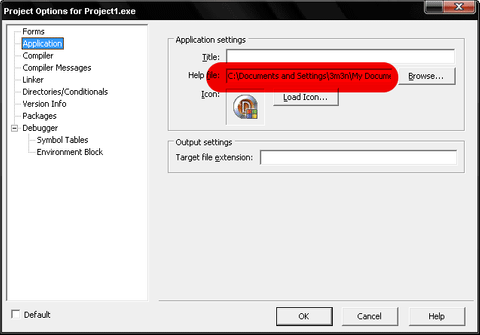 Project Options for Project1.exe
Forms
Application
Compiler
Compiler Messages
Linker
Directories/Conditionals
Version Info
Packages
Debugger
Symbol Tables
Environment Block
Application settings
Title:
Help file: C:\Documents and Settings\3m3n\My Docume Browse...
Icon: Load Icon...
Output settings
Target file extension:
Default
OK Cancel Help